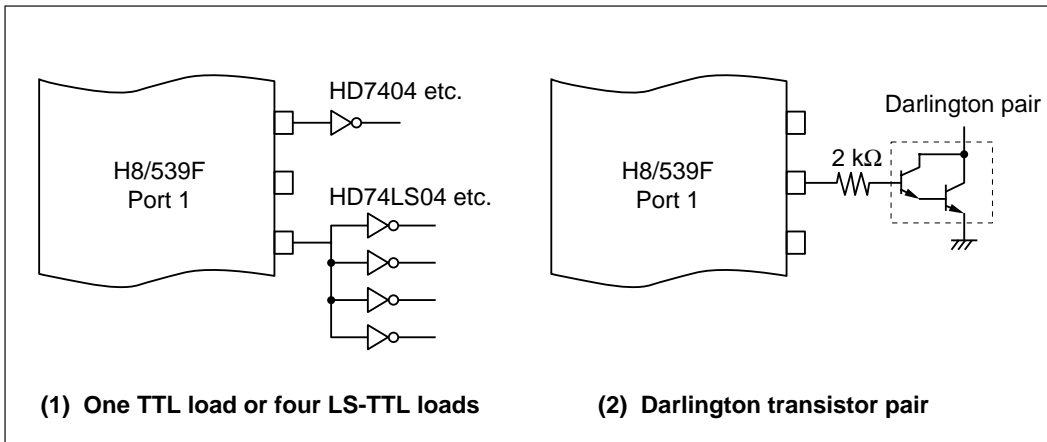 HD7404 etc.
H8/539F
Port 1
HD74LS04 etc.
(1) One TTL load or four LS-TTL loads
Darlington pair
2 kΩ
H8/539F
Port 1
(2) Darlington transistor pair